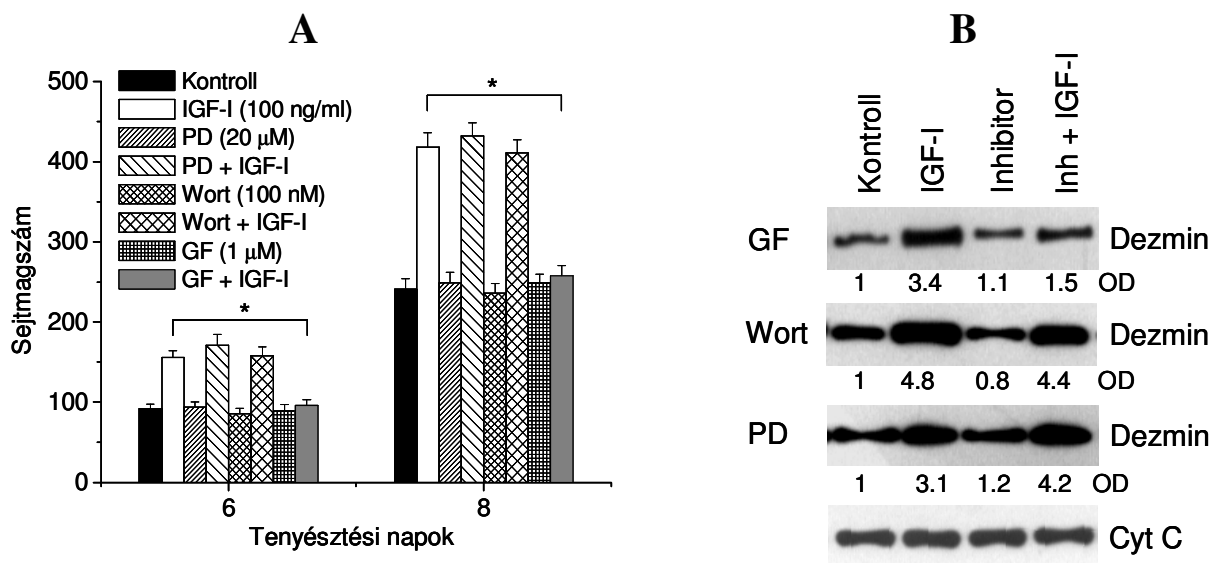 A
B
500
400
300
200
100
0
Sejtmagszám
Kontroll
IGF-I (100 ng/ml)
PD (20 µM)
PD + IGF-I
Wort (100 nM)
Wort + IGF-I
GF (1 µM)
GF + IGF-I
*
*
6
8
Tenyésztési napok
Kontroll
IGF-I
Inhibitor
Inh + IGF-I
GF
Dezmin
1 3.4 1.1 1.5 OD
Wort
Dezmin
1 4.8 0.8 4.4 OD
PD
Dezmin
1 3.1 1.2 4.2 OD
Cyt C